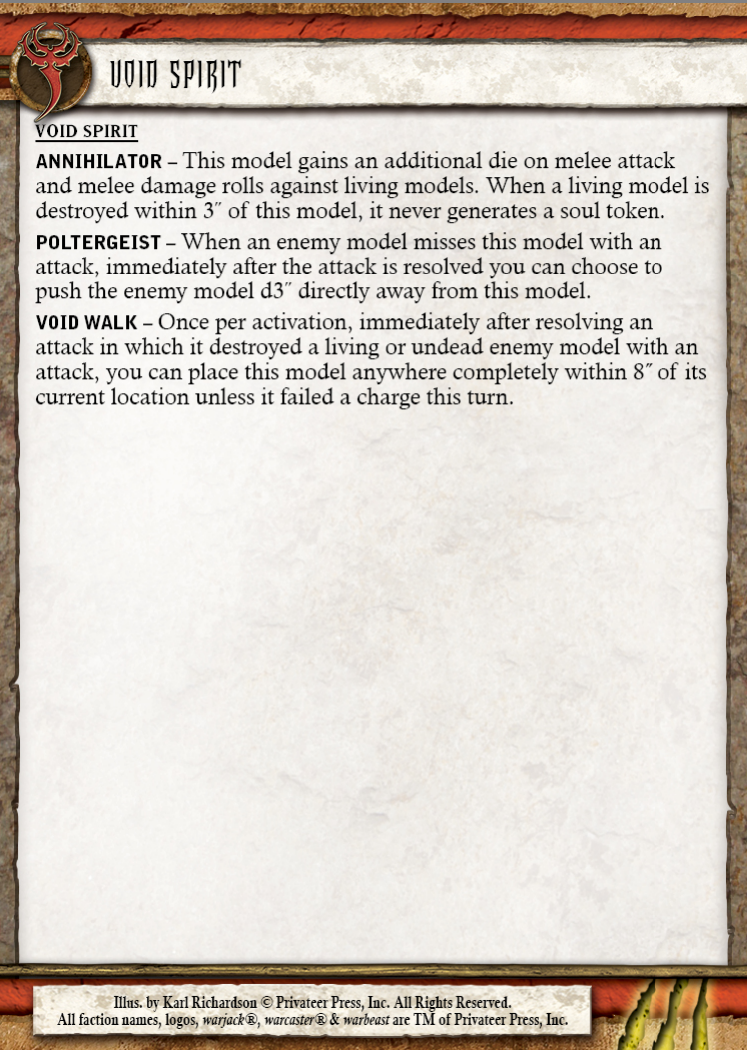 VOID SPIRIT
VOID SPIRIT
ANNIHILATOR – This model gains an additional die on melee attack
and melee damage rolls against living models. When a living model is
destroyed within 3˝ of this model, it never generates a soul token.
POLTERGEIST – When an enemy model misses this model with an
attack, immediately after the attack is resolved you can choose to
push the enemy model d3˝ directly away from this model.
VOID WALK – Once per activation, immediately after resolving an
attack in which it destroyed a living or undead enemy model with an
attack, you can place this model anywhere completely within 8˝ of its
current location unless it failed a charge this turn.
Illus. by Karl Richardson © Privateer Press, Inc. All Rights Reserved.
All faction names, logos, warjack®, warcaster® & warbeast are TM of Privateer Press, Inc.